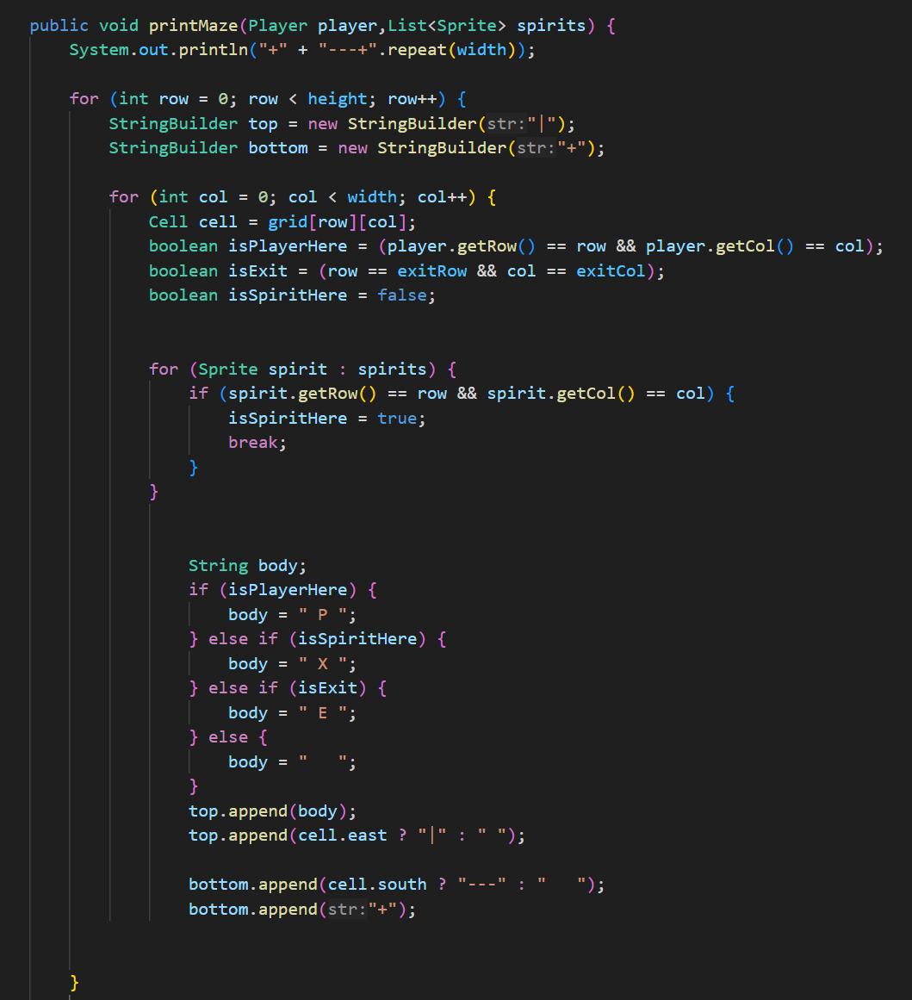 public void printMaze(Player player,List<Sprite> spirits) {
    System.out.println("+" + "---+".repeat(width));
    for (int row = 0; row < height; row++) {
        StringBuilder top = new StringBuilder(str:"|");
        StringBuilder bottom = new StringBuilder(str:"+");
        for (int col = 0; col < width; col++) {
            Cell cell = grid[row][col];
            boolean isPlayerHere = (player.getRow() == row && player.getCol() == col);
            boolean isExit = (row == exitRow && col == exitCol);
            boolean isSpiritHere = false;
            for (Sprite spirit : spirits) {
                if (spirit.getRow() == row && spirit.getCol() == col) {
                    isSpiritHere = true;
                    break;
                }
            }
                String body;
                if (isPlayerHere) {
                    body = " P ";
                } else if (isSpiritHere) {
                    body = " X ";
                } else if (isExit) {
                    body = " E ";
                } else {
                    body = "   ";
                }
                top.append(body);
                top.append(cell.east ? "|" : " ");
                bottom.append(cell.south ? "---" : "   ");
                bottom.append(str:"+");
    }